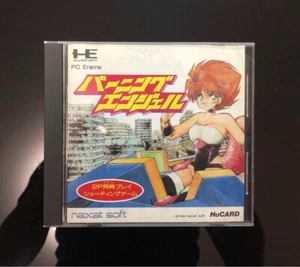 HE
SYSTEM
PC Engine
バーニング
エンジェル
2P同時プレイ
シューティングゲーム
naxat soft
HuCARD